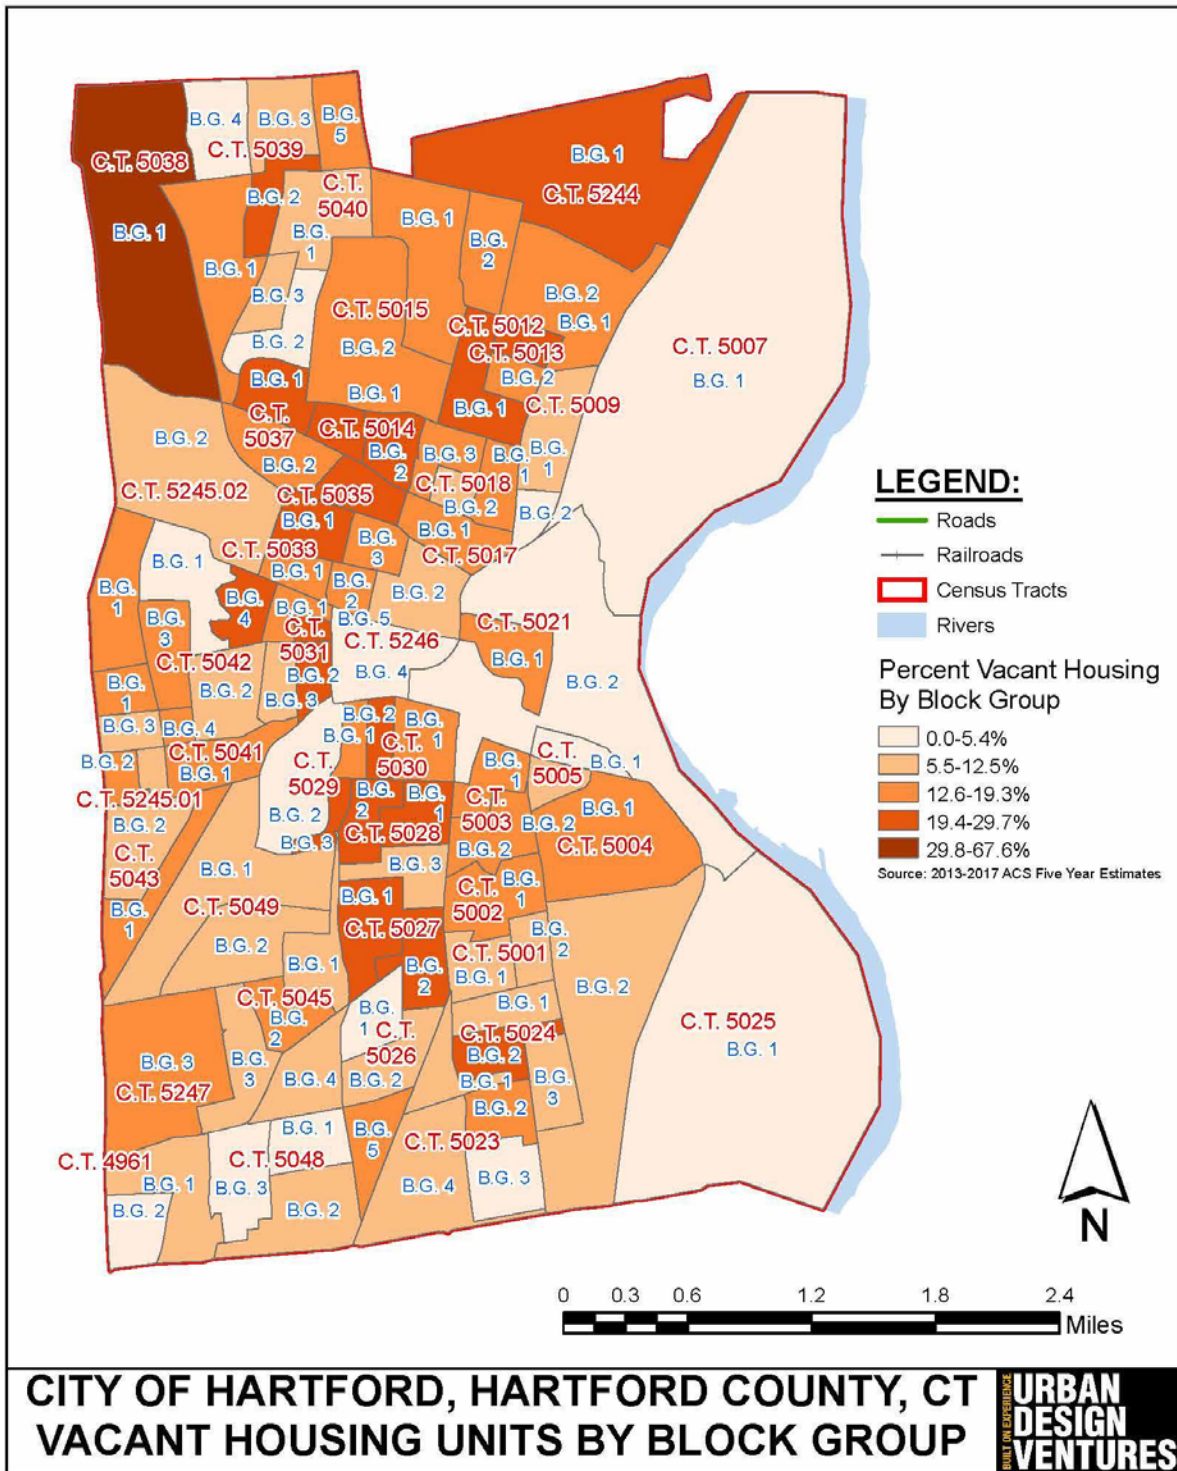 B.G. 4
B.G. 3
B.G.
5
C.T. 5038
C.T. 5039
B.G. 1
C.T. 5244
B.G. 2
C.T.
5040
B.G. 1
B.G.
1
B.G. 1
B.G.
2
B.G. 1
B.G. 3
B.G. 2
C.T. 5015
C.T. 5012
B.G. 1
B.G. 2
B.G. 2
C.T. 5013
C.T. 5007
B.G. 1
B.G. 1
B.G. 2
B.G. 1
B.G. 1
C.T. 5009
C.T.
5037
C.T. 5014
B.G. 2
B.G. 2
B.G.
2
B.G. 3
B.G.
1
B.G.
1
C.T. 5245.02
C.T. 5035
C.T. 5018
B.G. 2
B.G. 2
B.G. 1
B.G. 1
C.T. 5033
B.G.
3
C.T. 5017
B.G. 1
B.G. 1
B.G.
1
B.G.
4
B.G.
2
B.G. 2
B.G.
3
B.G. 1
B.G. 5
C.T.
5031
C.T. 5246
C.T. 5021
B.G. 1
C.T. 5042
B.G. 4
B.G. 2
B.G. 2
B.G.
1
B.G. 2
B.G. 3
B.G. 3
B.G. 4
B.G. 2
B.G. 1
B.G.
1
C.T.
5030
C.T. 5041
B.G. 2
B.G. 1
C.T.
5029
C.T.
5005
B.G. 1
B.G.
1
C.T. 5245.01
B.G. 2
B.G. 2
B.G.
2
B.G.
1
C.T.
5003
B.G. 1
B.G. 2
C.T. 5004
C.T. 5028
B.G. 3
B.G. 2
C.T.
5043
B.G. 1
B.G. 3
B.G.
1
C.T.
5002
B.G. 1
B.G.
1
C.T. 5049
C.T. 5027
B.G. 2
B.G. 1
B.G.
2
C.T. 5001
B.G. 1
B.G.
2
B.G. 2
C.T. 5045
B.G.
2
B.G.
1
C.T.
5026
B.G. 1
C.T. 5024
B.G. 2
C.T. 5025
B.G. 1
B.G. 3
C.T. 5247
B.G.
3
B.G. 4
B.G. 2
B.G. 1
B.G. 2
B.G.
3
B.G. 1
B.G.
5
C.T. 5023
C.T. 4961
C.T. 5048
B.G. 1
B.G. 3
B.G. 4
B.G. 3
B.G. 2
B.G. 2
LEGEND:
Roads
Railroads
Census Tracts
Rivers
Percent Vacant Housing
By Block Group
0.0-5.4%
5.5-12.5%
12.6-19.3%
19.4-29.7%
29.8-67.6%
Source: 2013-2017 ACS Five Year Estimates
N
0 0.3 0.6 1.2 1.8 2.4
Miles
CITY OF HARTFORD, HARTFORD COUNTY, CT
VACANT HOUSING UNITS BY BLOCK GROUP
BUILT ON EXPERIENCE
URBAN
DESIGN
VENTURES